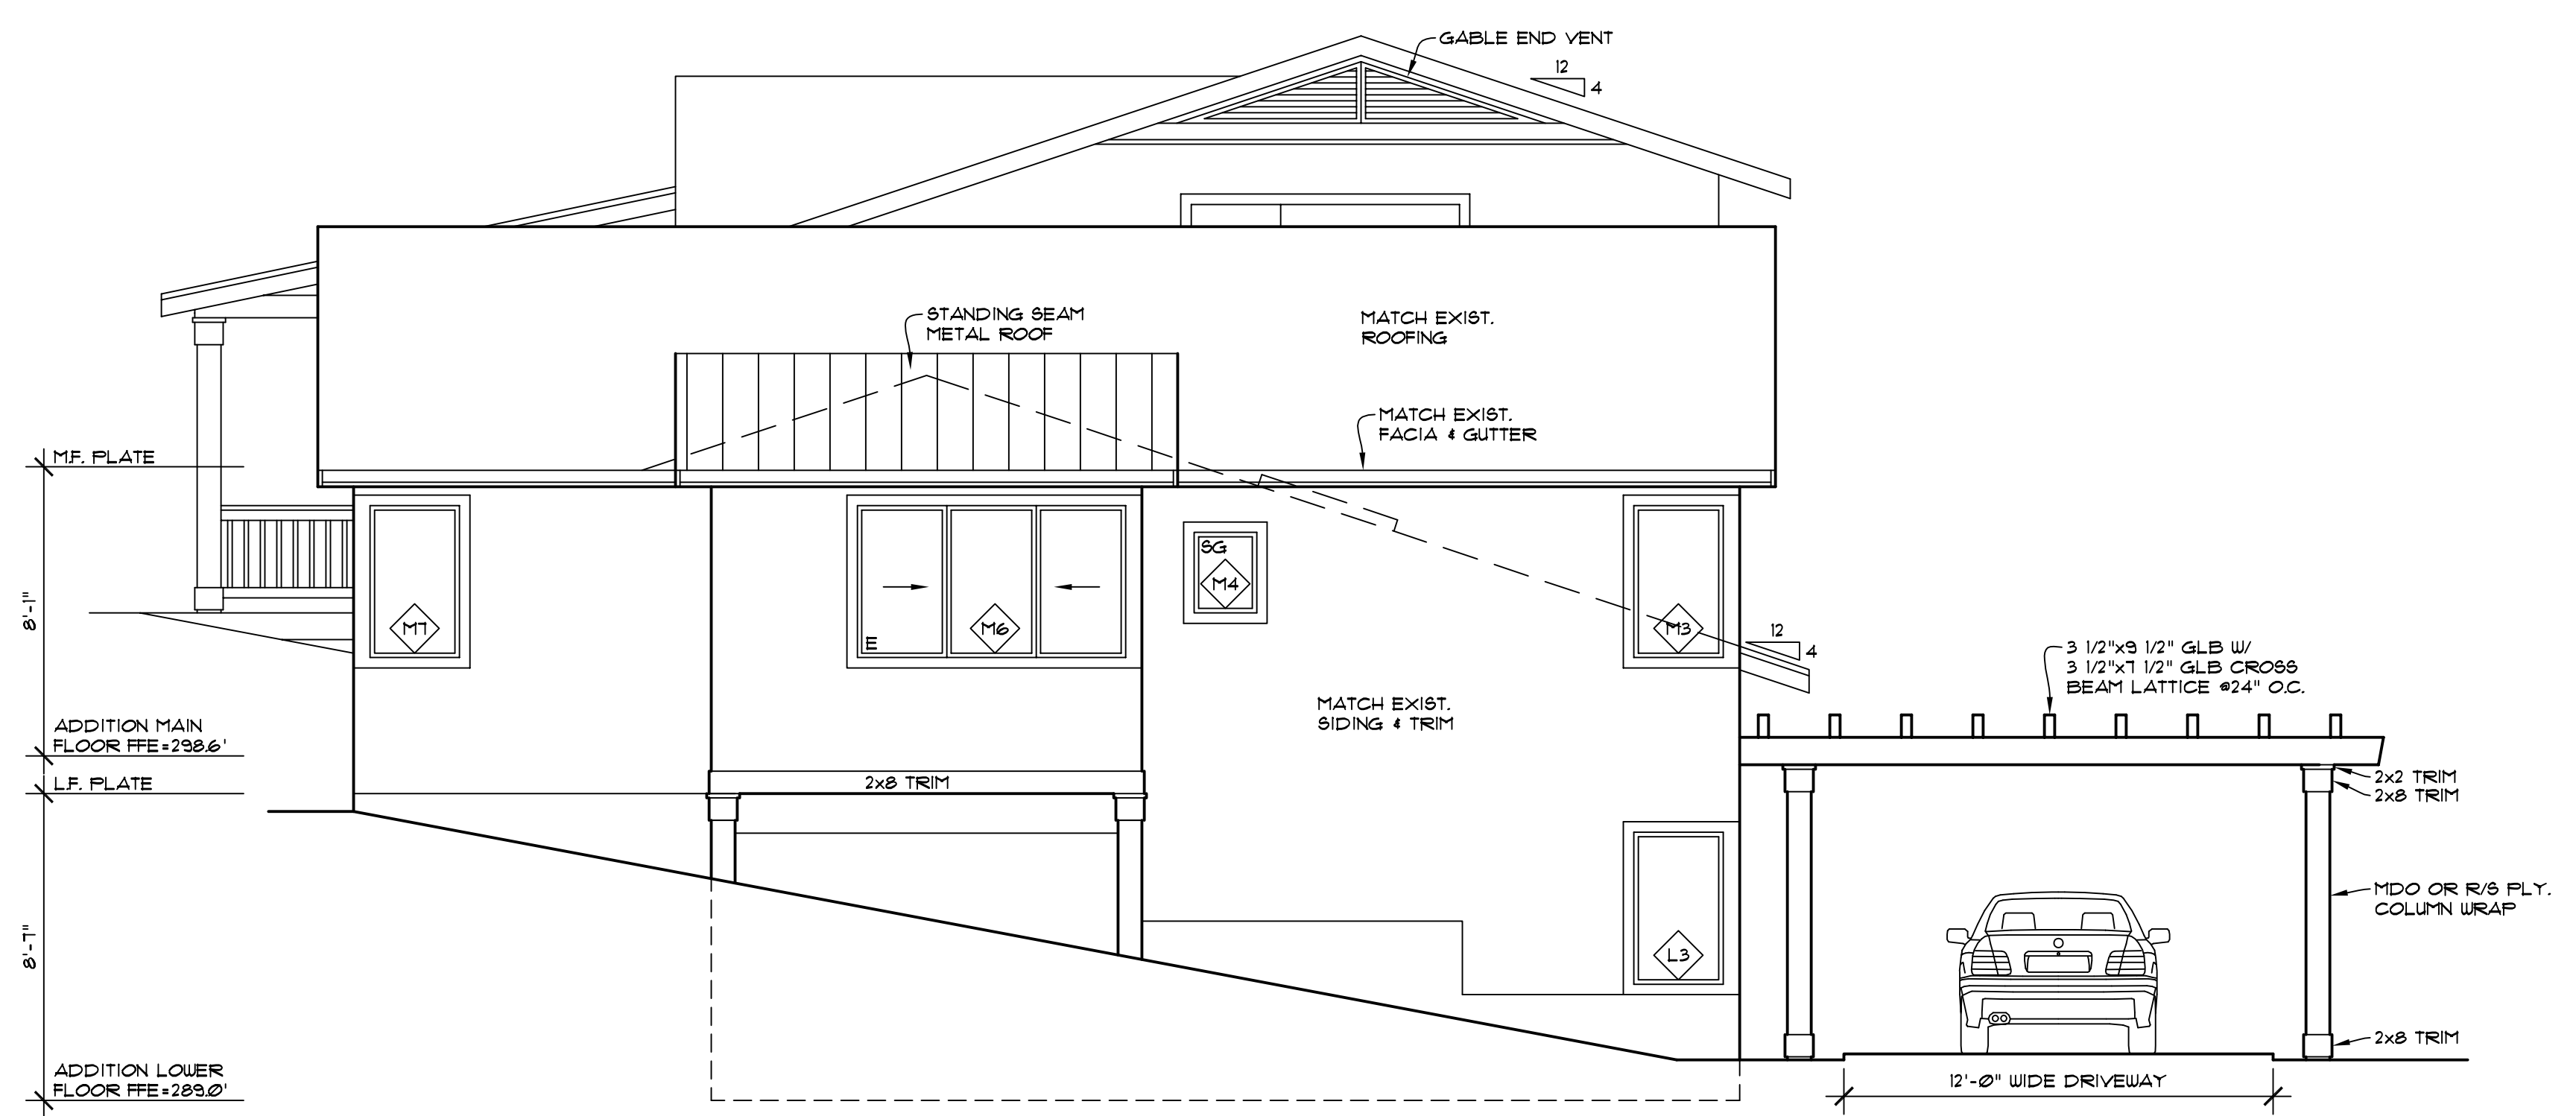 GABLE END VENT
12
4
STANDING SEAM
METAL ROOF
MATCH EXIST.
ROOFING
MATCH EXIST.
FACIA & GUTTER
M.F. PLATE
8'-1"
SG
M4
M7
E
M6
M3
12
4
3 1/2"x9 1/2" GLB W/
3 1/2"x7 1/2" GLB CROSS
BEAM LATTICE @24" O.C.
MATCH EXIST.
SIDING & TRIM
ADDITION MAIN
FLOOR FFE=298.6'
L.F. PLATE
2x8 TRIM
2x2 TRIM
2x8 TRIM
MDO OR R/S PLY.
COLUMN WRAP
8'-7"
L3
2x8 TRIM
ADDITION LOWER
FLOOR FFE=289.0'
12'-0" WIDE DRIVEWAY